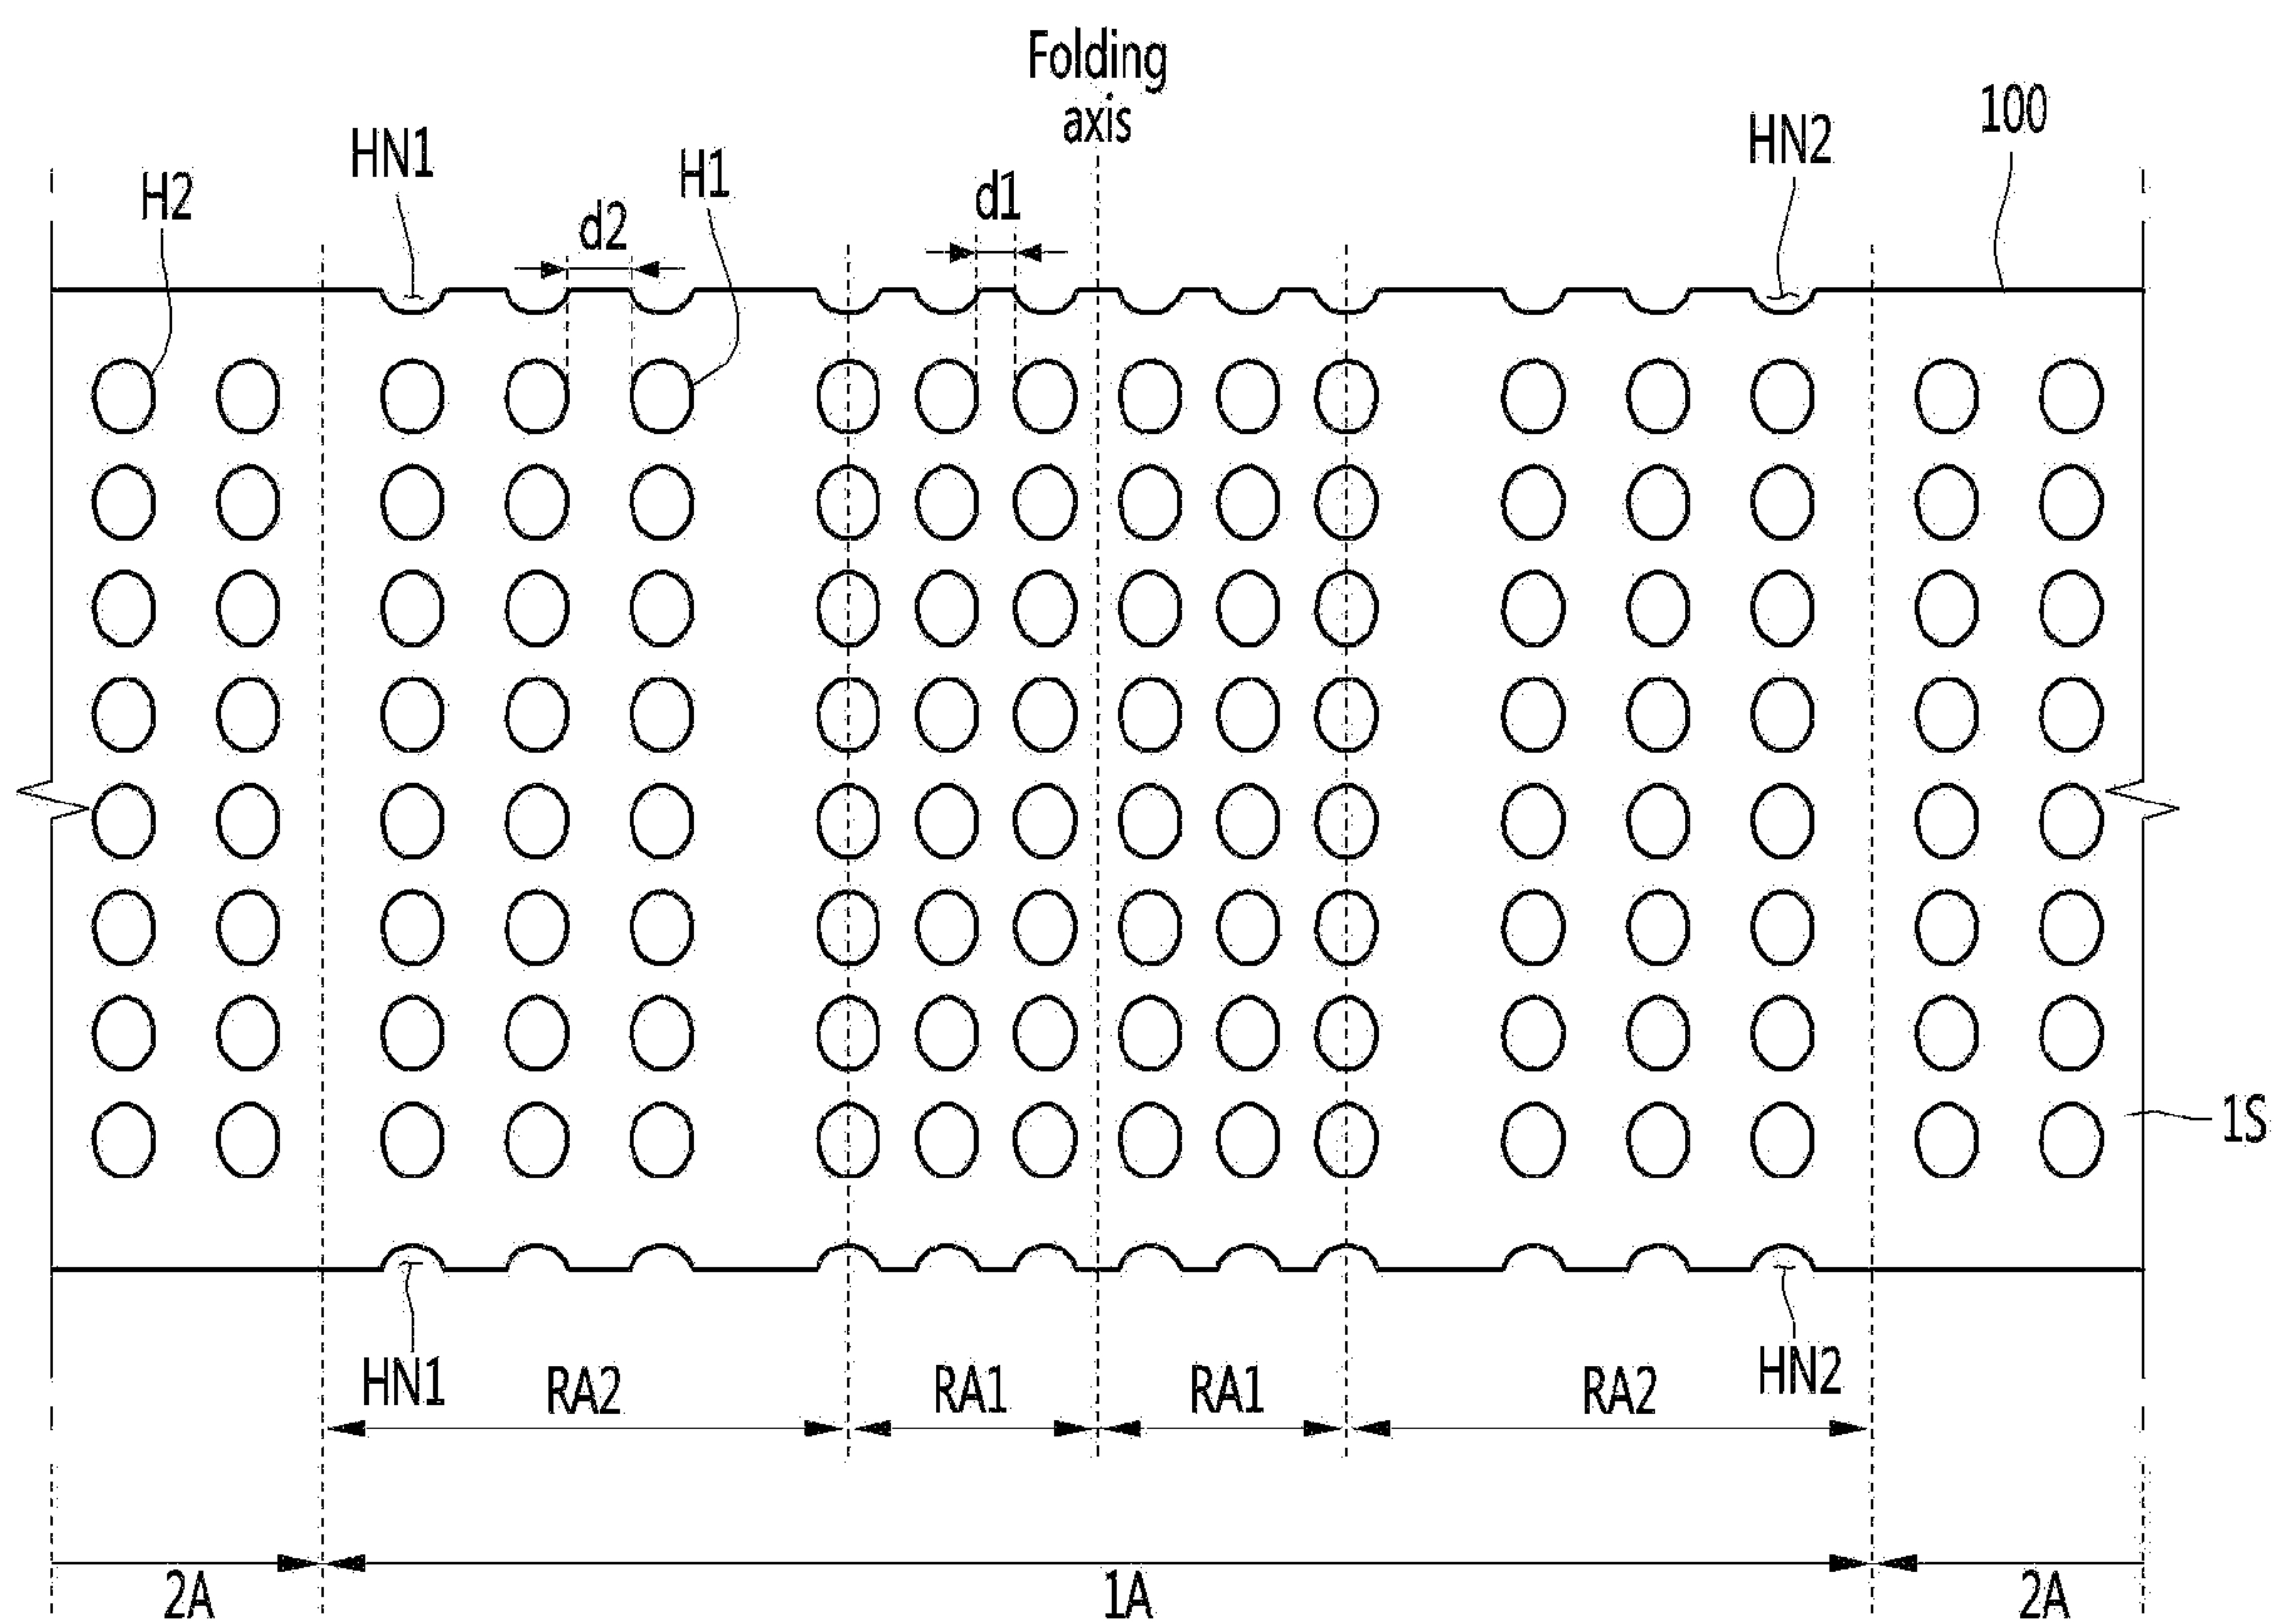 Folding
axis
100
HN1
HN2
H1
H2
d1
d2
1S
HN1
RA2
RA1
RA1
RA2
HN2
2A
1A
2A